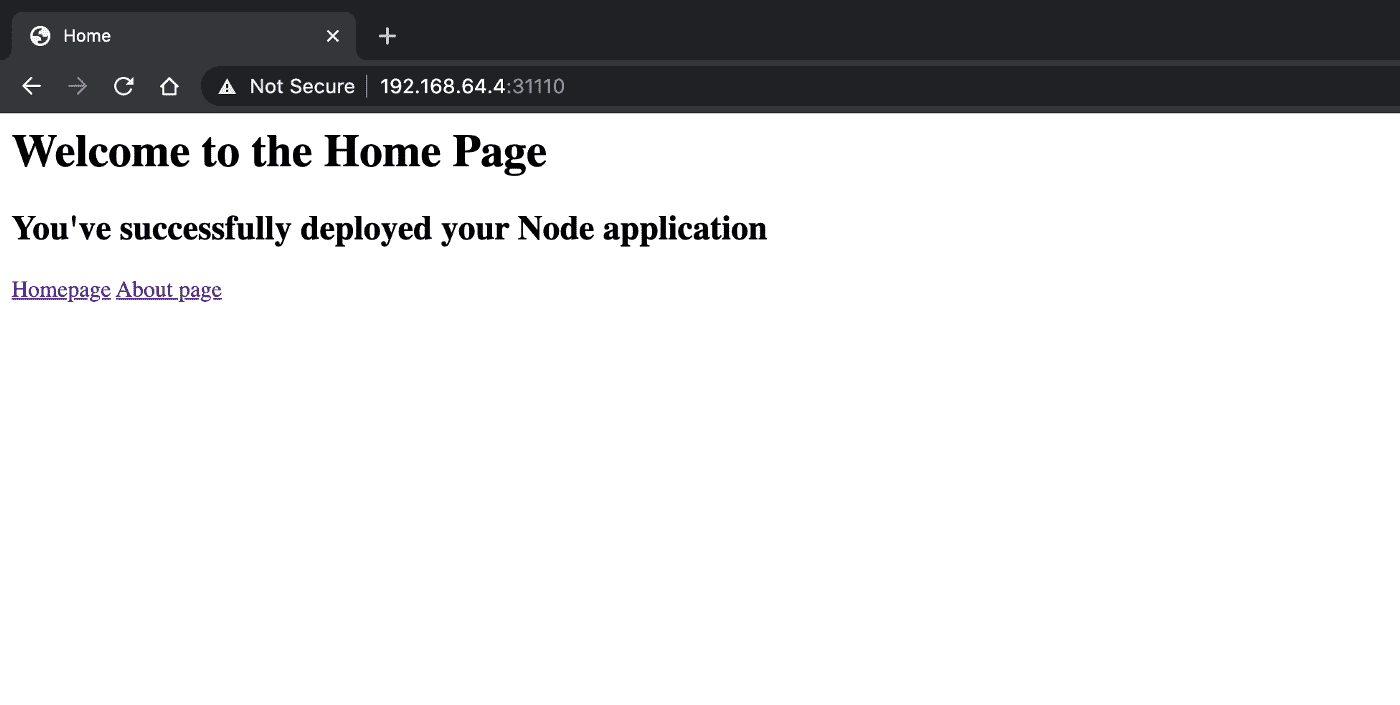 Home
Not Secure 192.168.64.4:31110
Welcome to the Home Page
You've successfully deployed your Node application
Homepage About page